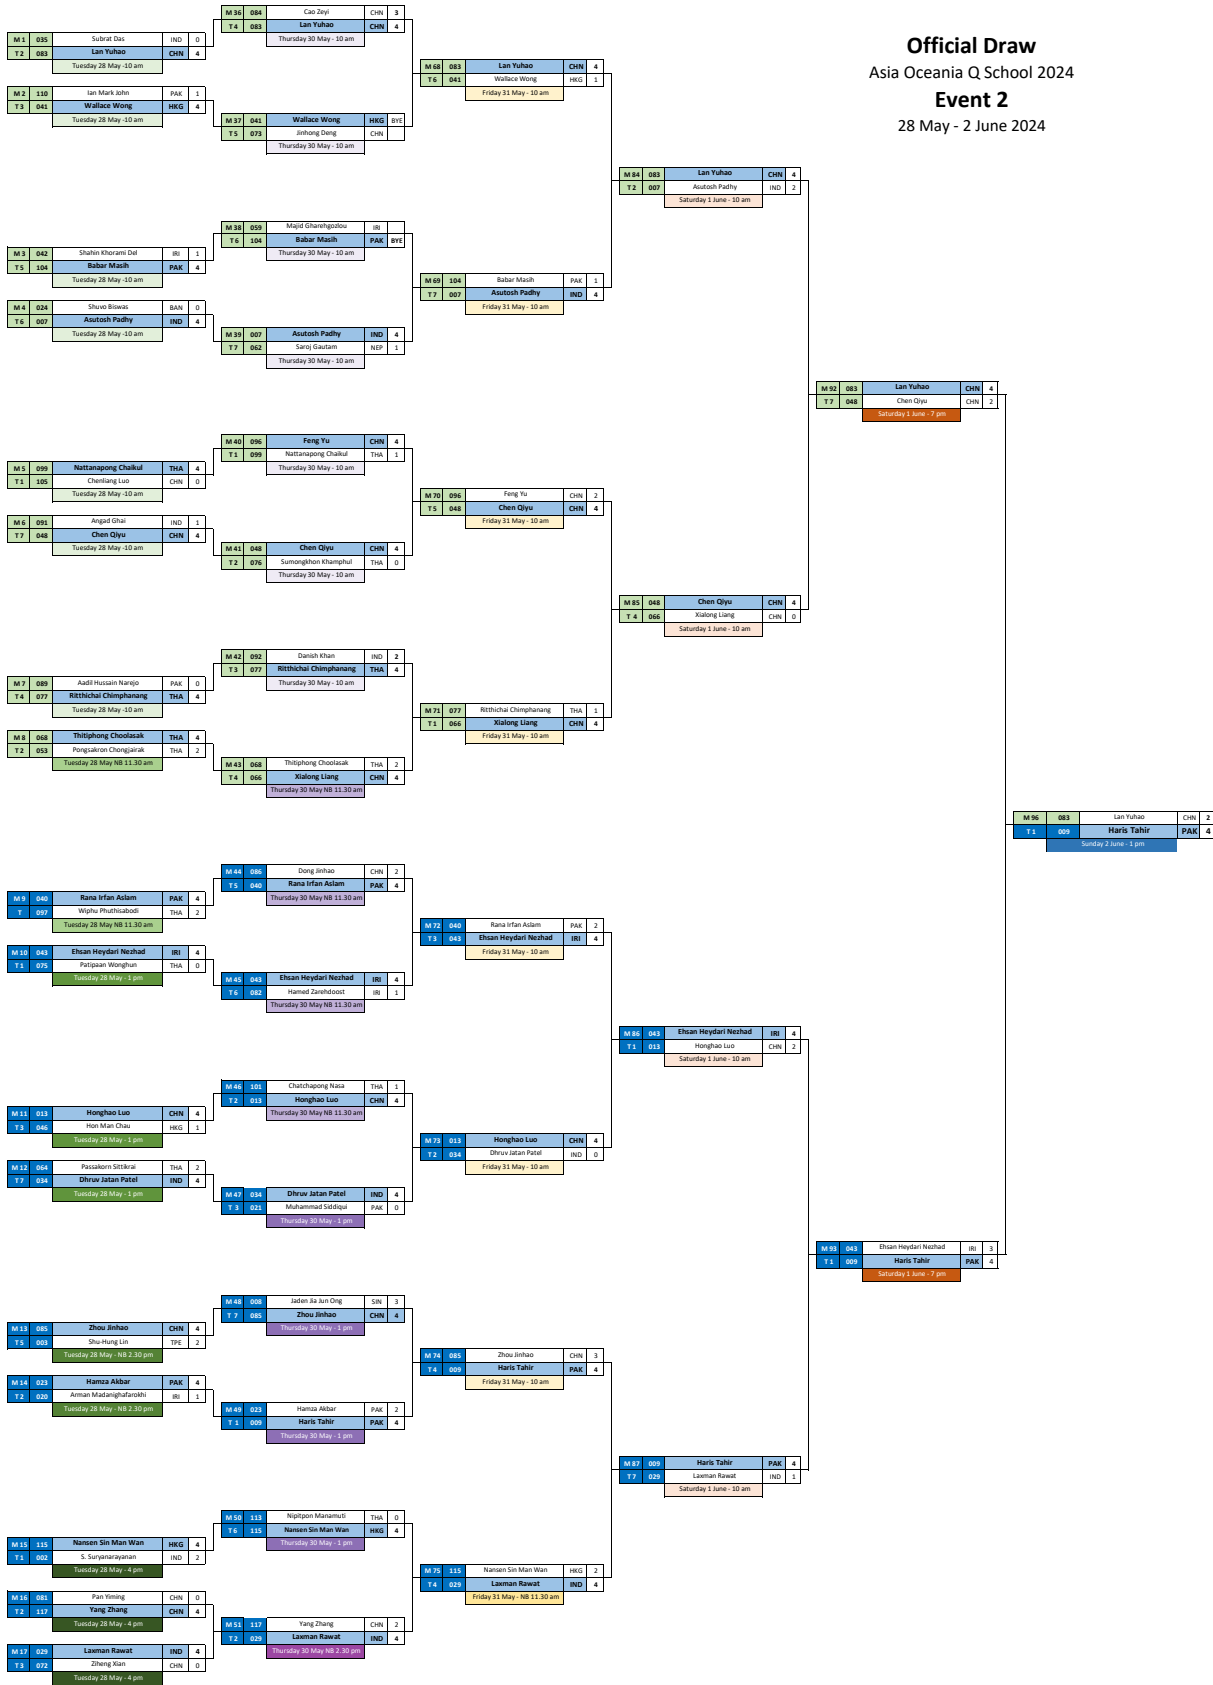 Official Draw
Asia Oceania Q School 2024
Event 2
28 May - 2 June 2024
M 1 035 Subrat Das IND 0
T 2 083 Lan Yuhao CHN 4
Tuesday 28 May -10 am
M 2 110 Ian Mark John PAK 1
T 3 041 Wallace Wong HKG 4
Tuesday 28 May -10 am
M 3 042 Shahin Khorami Del IRI 1
T 5 104 Babar Masih PAK 4
Tuesday 28 May -10 am
M 4 024 Shuvo Biswas BAN 0
T 6 007 Asutosh Padhy IND 4
Tuesday 28 May -10 am
M 5 099 Nattanapong Chaikul THA 4
T 1 105 Chenliang Luo CHN 0
Tuesday 28 May -10 am
M 6 091 Angad Ghai IND 1
T 7 048 Chen Qiyu CHN 4
Tuesday 28 May -10 am
M 7 089 Aadil Hussain Narejo PAK 0
T 4 077 Ritthichai Chimphanang THA 4
Tuesday 28 May -10 am
M 8 068 Thitiphong Choolasak THA 4
T 2 053 Pongsakron Chongjairak THA 2
Tuesday 28 May NB 11.30 am
M 9 040 Rana Irfan Aslam PAK 4
T 097 Wiphu Phuthisabodi THA 2
Tuesday 28 May NB 11.30 am
M 10 043 Ehsan Heydari Nezhad IRI 4
T 1 075 Patipaan Wonghun THA 0
Tuesday 28 May - 1 pm
M 11 013 Honghao Luo CHN 4
T 3 046 Hon Man Chau HKG 1
Tuesday 28 May - 1 pm
M 12 064 Passakorn Sittikrai THA 2
T 7 034 Dhruv Jatan Patel IND 4
Tuesday 28 May - 1 pm
M 13 085 Zhou Jinhao CHN 4
T 5 003 Shu-Hung Lin TPE 2
Tuesday 28 May - NB 2.30 pm
M 14 023 Hamza Akbar PAK 4
T 2 020 Arman Madanighafarokhi IRI 1
Tuesday 28 May - NB 2.30 pm
M 15 115 Nansen Sin Man Wan HKG 4
T 1 002 S. Suryanarayanan IND 2
Tuesday 28 May - 4 pm
M 16 081 Pan Yiming CHN 0
T 2 117 Yang Zhang CHN 4
Tuesday 28 May - 4 pm
M 17 029 Laxman Rawat IND 4
T 3 072 Ziheng Xian CHN 0
Tuesday 28 May - 4 pm
M 36 084 Cao Zeyi CHN 3
T 4 083 Lan Yuhao CHN 4
Thursday 30 May - 10 am
M 37 041 Wallace Wong HKG BYE
T 5 073 Jinhong Deng CHN
Thursday 30 May - 10 am
M 38 059 Majid Gharehgozlou IRI
T 6 104 Babar Masih PAK BYE
Thursday 30 May - 10 am
M 39 007 Asutosh Padhy IND 4
T 7 062 Saroj Gautam NEP 1
Thursday 30 May - 10 am
M 40 096 Feng Yu CHN 4
T 1 099 Nattanapong Chaikul THA 1
Thursday 30 May - 10 am
M 41 048 Chen Qiyu CHN 4
T 2 076 Sumongkhon Khamphul THA 0
Thursday 30 May - 10 am
M 42 092 Danish Khan IND 2
T 3 077 Ritthichai Chimphanang THA 4
Thursday 30 May - 10 am
M 43 068 Thitiphong Choolasak THA 2
T 4 066 Xialong Liang CHN 4
Thursday 30 May NB 11.30 am
M 44 086 Dong Jinhao CHN 2
T 5 040 Rana Irfan Aslam PAK 4
Thursday 30 May NB 11.30 am
M 45 043 Ehsan Heydari Nezhad IRI 4
T 6 082 Hamed Zarehdoost IRI 1
Thursday 30 May NB 11.30 am
M 46 101 Chatchapong Nasa THA 1
T 2 013 Honghao Luo CHN 4
Thursday 30 May NB 11.30 am
M 47 034 Dhruv Jatan Patel IND 4
T 3 021 Muhammad Siddiqui PAK 0
Thursday 30 May - 1 pm
M 48 008 Jaden Jia Jun Ong SIN 3
T 7 085 Zhou Jinhao CHN 4
Thursday 30 May - 1 pm
M 49 023 Hamza Akbar PAK 2
T 1 009 Haris Tahir PAK 4
Thursday 30 May - 1 pm
M 50 113 Nipitpon Manamuti THA 0
T 6 115 Nansen Sin Man Wan HKG 4
Thursday 30 May - 1 pm
M 51 117 Yang Zhang CHN 2
T 2 029 Laxman Rawat IND 4
Thursday 30 May NB 2.30 pm
M 68 083 Lan Yuhao CHN 4
T 6 041 Wallace Wong HKG 1
Friday 31 May - 10 am
M 69 104 Babar Masih PAK 1
T 7 007 Asutosh Padhy IND 4
Friday 31 May - 10 am
M 70 096 Feng Yu CHN 2
T 5 048 Chen Qiyu CHN 4
Friday 31 May - 10 am
M 71 077 Ritthichai Chimphanang THA 1
T 1 066 Xialong Liang CHN 4
Friday 31 May - 10 am
M 72 040 Rana Irfan Aslam PAK 2
T 3 043 Ehsan Heydari Nezhad IRI 4
Friday 31 May - 10 am
M 73 013 Honghao Luo CHN 4
T 2 034 Dhruv Jatan Patel IND 0
Friday 31 May - 10 am
M 74 085 Zhou Jinhao CHN 3
T 4 009 Haris Tahir PAK 4
Friday 31 May - 10 am
M 75 115 Nansen Sin Man Wan HKG 2
T 4 029 Laxman Rawat IND 4
Friday 31 May - NB 11.30 am
M 84 083 Lan Yuhao CHN 4
T 2 007 Asutosh Padhy IND 2
Saturday 1 June - 10 am
M 85 048 Chen Qiyu CHN 4
T 4 066 Xialong Liang CHN 0
Saturday 1 June - 10 am
M 86 043 Ehsan Heydari Nezhad IRI 4
T 1 013 Honghao Luo CHN 2
Saturday 1 June - 10 am
M 87 009 Haris Tahir PAK 4
T 7 029 Laxman Rawat IND 1
Saturday 1 June - 10 am
M 92 083 Lan Yuhao CHN 4
T 7 048 Chen Qiyu CHN 2
Saturday 1 June - 7 pm
M 93 043 Ehsan Heydari Nezhad IRI 3
T 1 009 Haris Tahir PAK 4
Saturday 1 June - 7 pm
M 96 083 Lan Yuhao CHN 2
T 1 009 Haris Tahir PAK 4
Sunday 2 June - 1 pm